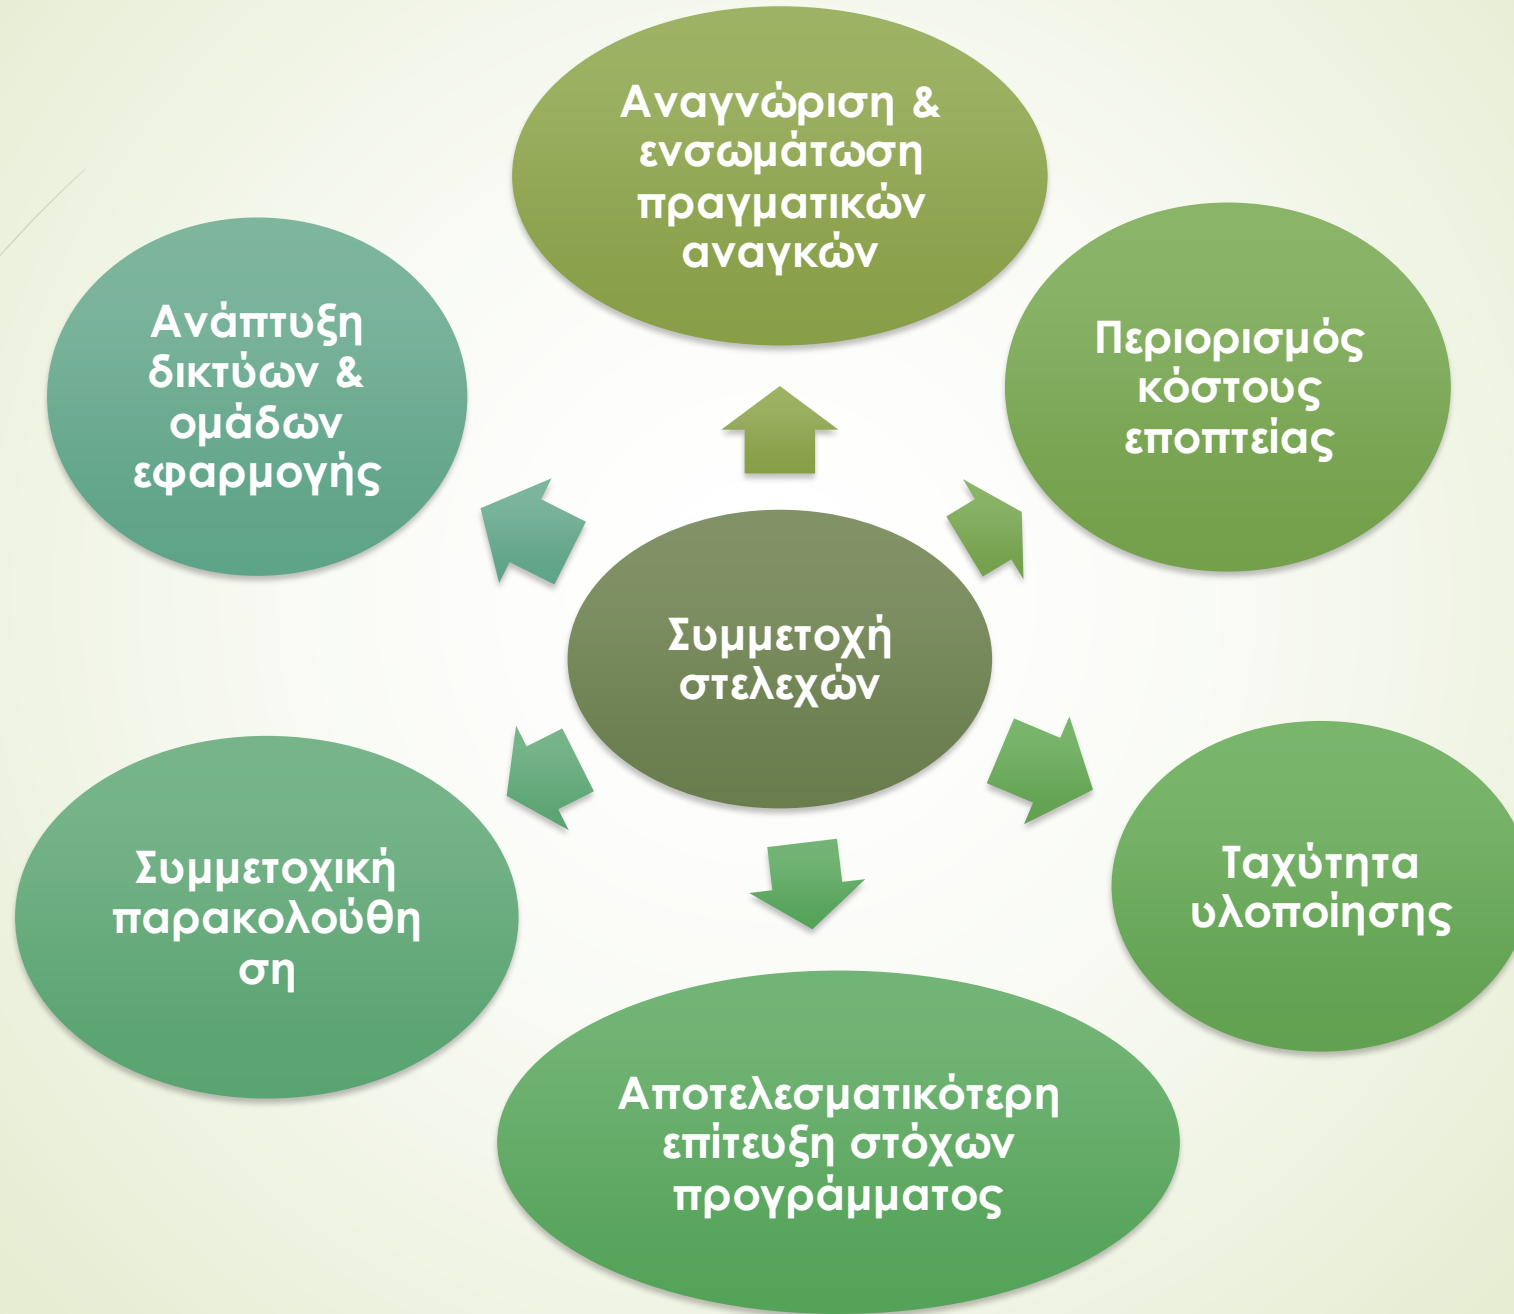 Αναγνώριση &
ενσωμάτωση
πραγματικών
αναγκών
Περιορισμός
κόστους
εποπτείας
Ταχύτητα
υλοποίησης
Αποτελεσματικότερη
επίτευξη στόχων
προγράμματος
Συμμετοχική
παρακολούθη
ση
Ανάπτυξη
δικτύων &
ομάδων
εφαρμογής
Συμμετοχή
στελεχών